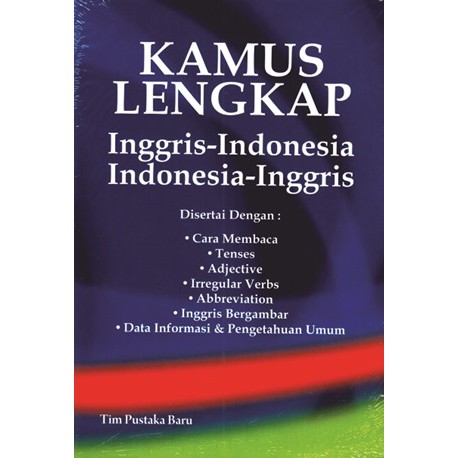 KAMUS
LENGKAP
Inggris-Indonesia
Indonesia-Inggris
Disertai Dengan :
• Cara Membaca
• Tenses
• Adjective
• Irregular Verbs
• Abbreviation
• Inggris Bergambar
• Data Informasi & Pengetahuan Umum
Tim Pustaka Baru